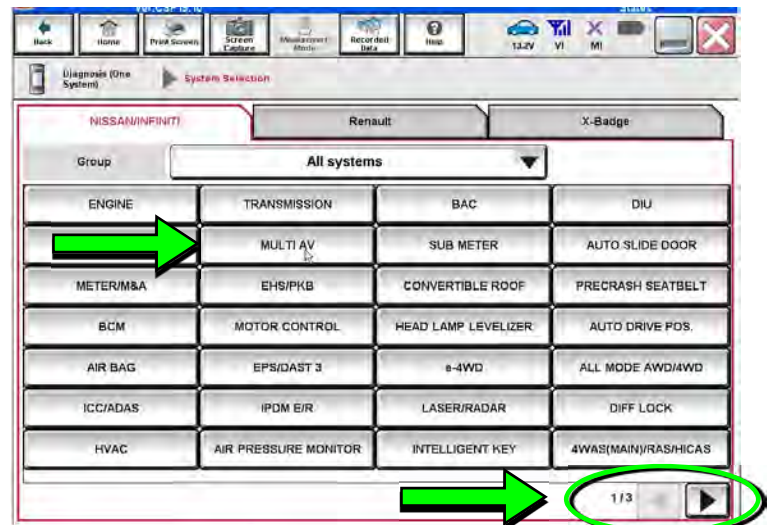 Back Home Print Screen Screen Capture Measurement Mode Recorded Data Help 13.2V VI MI
Diagnosis (One System) System Selection
NISSAN/INFINITI Renault X-Badge
Group All systems
ENGINE TRANSMISSION BAC DIU
MULTI AV SUB METER AUTO SLIDE DOOR
METER/M&A EHS/PKB CONVERTIBLE ROOF PRECRASH SEATBELT
BCM MOTOR CONTROL HEAD LAMP LEVELIZER AUTO DRIVE POS.
AIR BAG EPS/DAST 3 e-4WD ALL MODE AWD/4WD
ICC/ADAS IPDM E/R LASER/RADAR DIFF LOCK
HVAC AIR PRESSURE MONITOR INTELLIGENT KEY 4WAS(MAIN)/RAS/HICAS
1/3